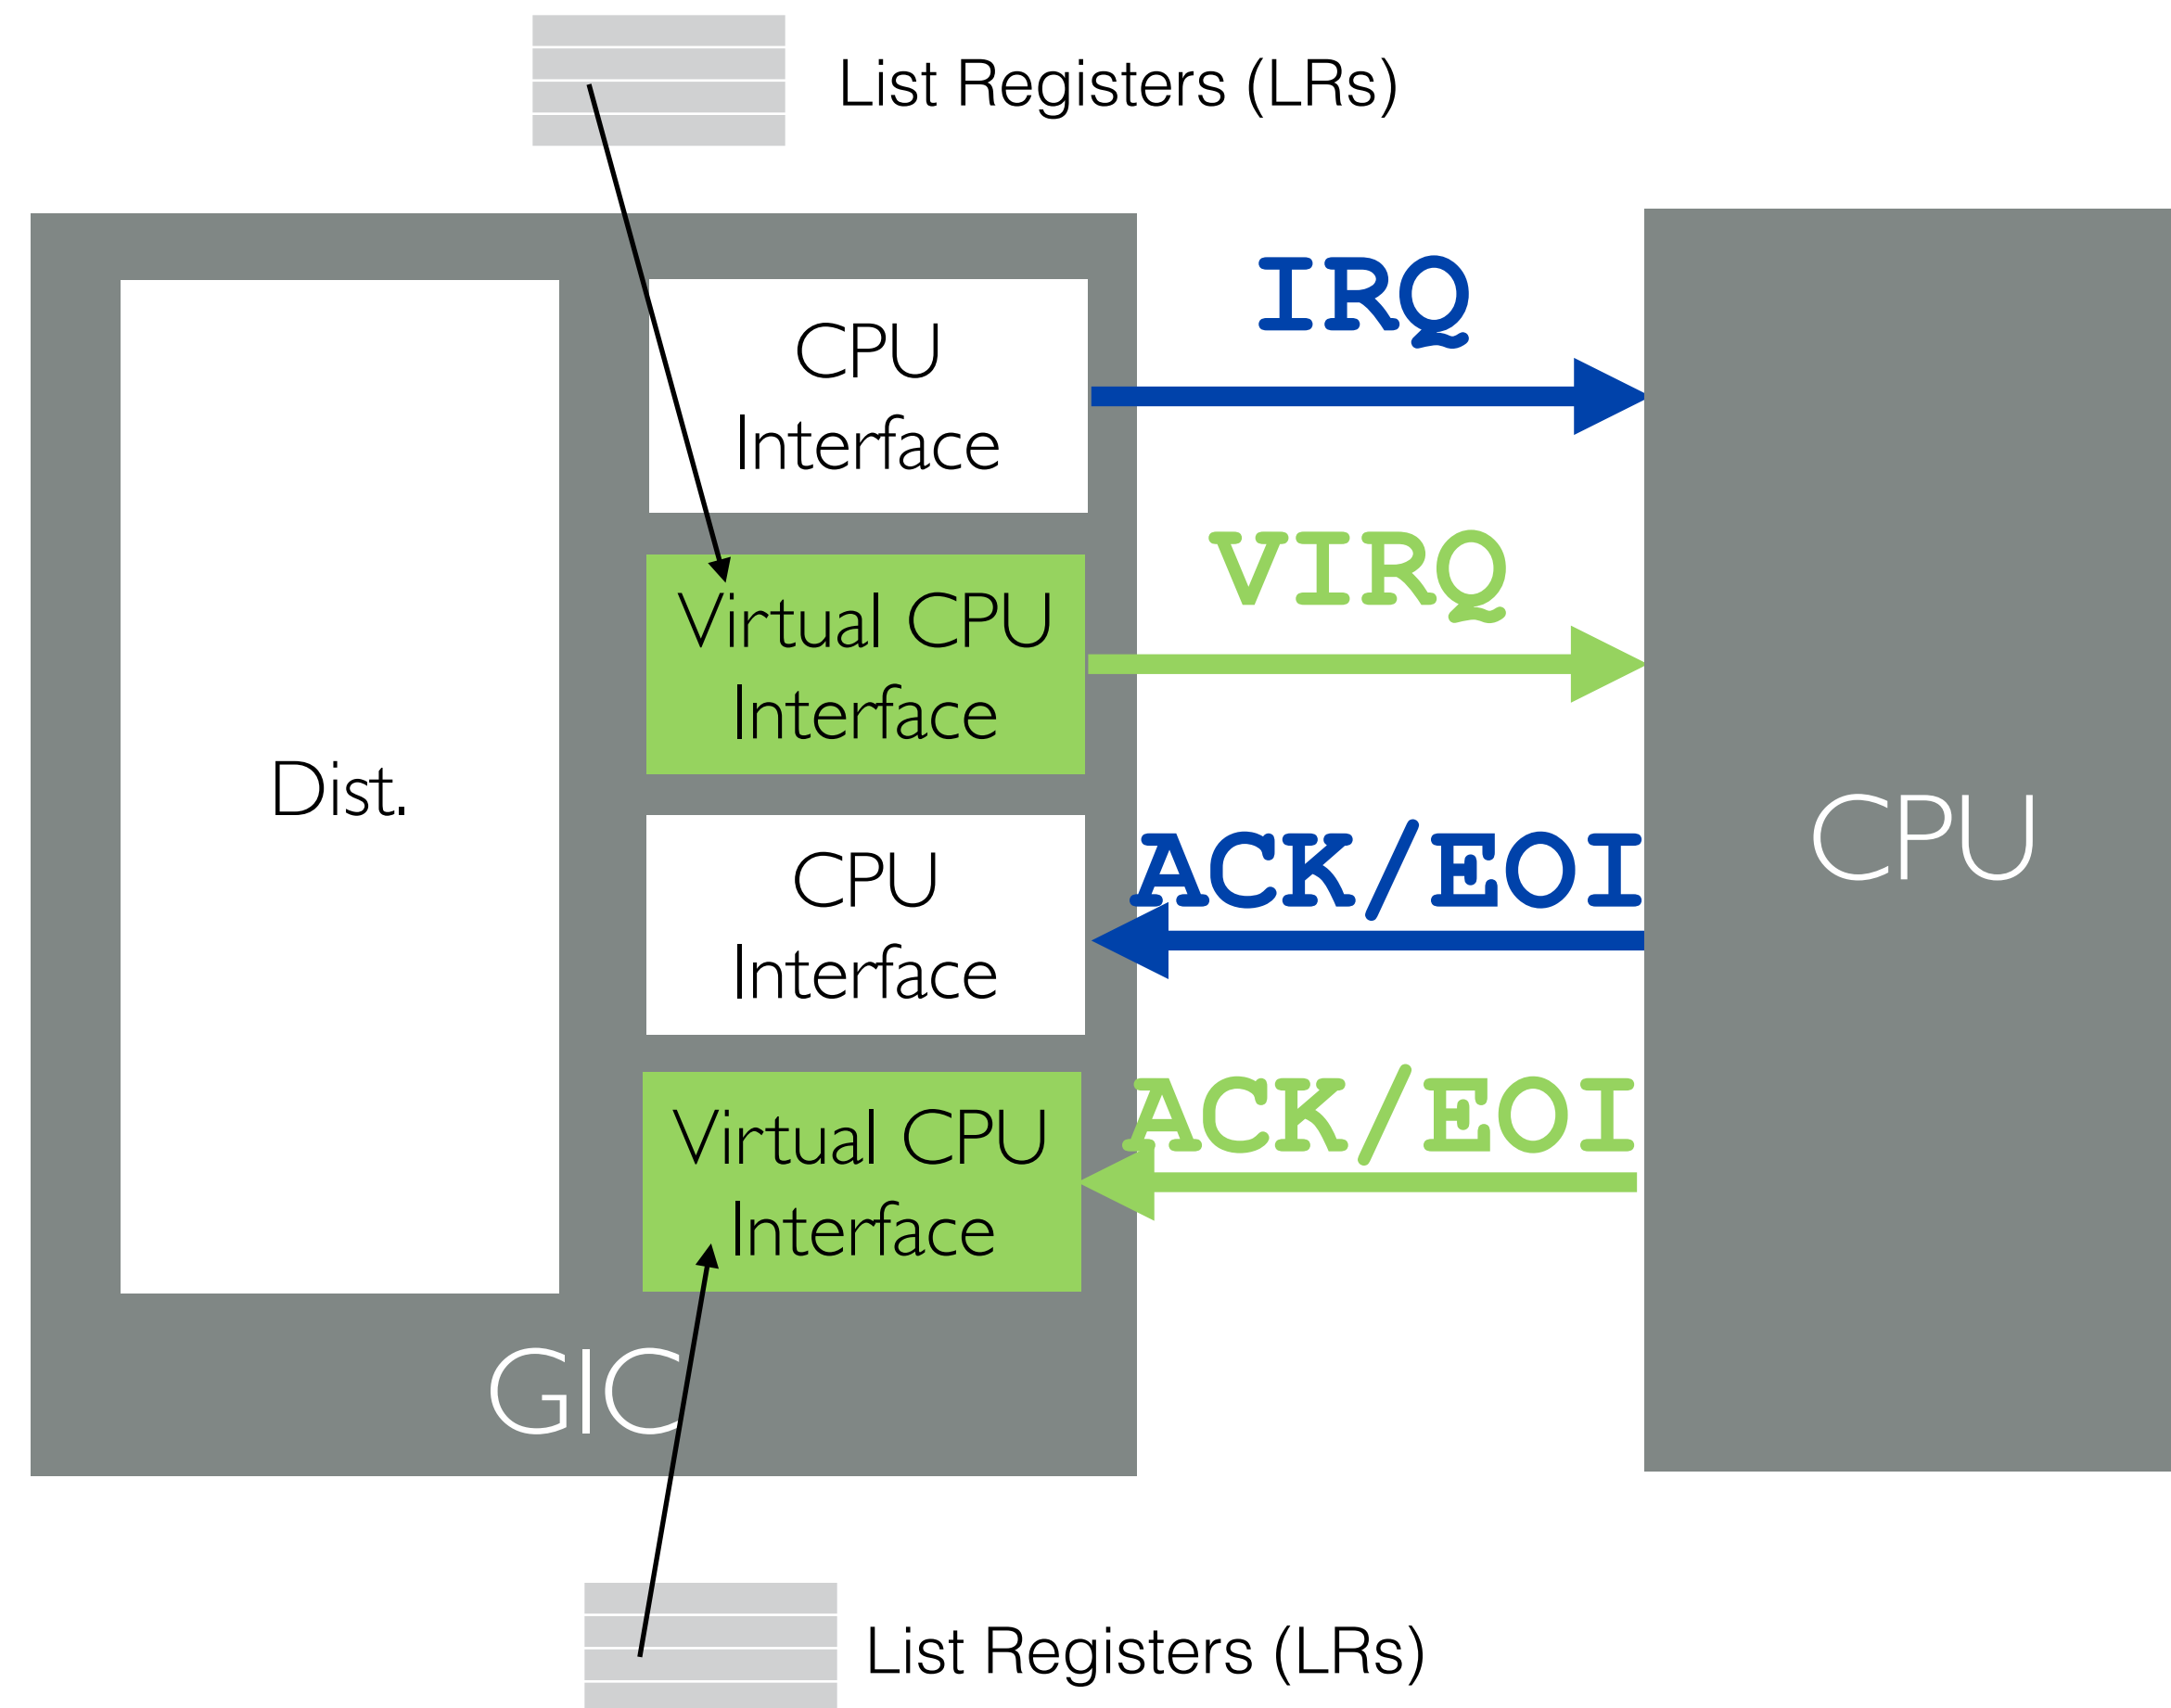 List Registers (LRs)
CPU
Interface
IRQ
Virtual CPU
Interface
VIRQ
Dist.
CPU
Interface
ACK/EOI
CPU
Virtual CPU
Interface
ACK/EOI
GIC
List Registers (LRs)